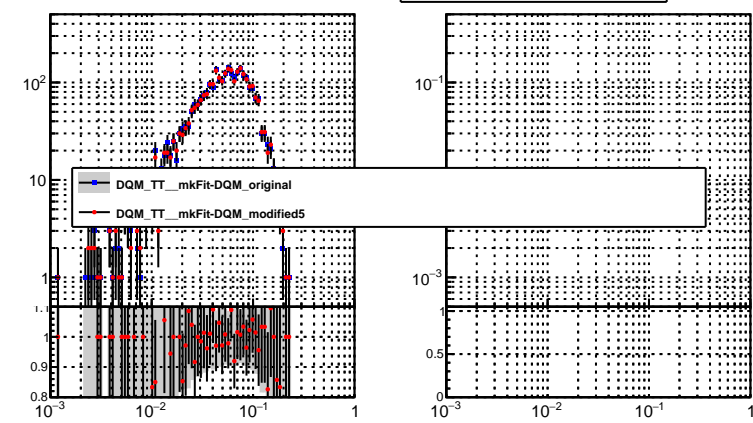 10² 10⁻¹
10
DQM_TT__mkFit-DQM_original
DQM_TT__mkFit-DQM_modified5
1 10⁻³
1.1 1
1
0.9 0.5
0.8 0
10⁻³ 10⁻² 10⁻¹ 1 10⁻³ 10⁻² 10⁻¹ 1